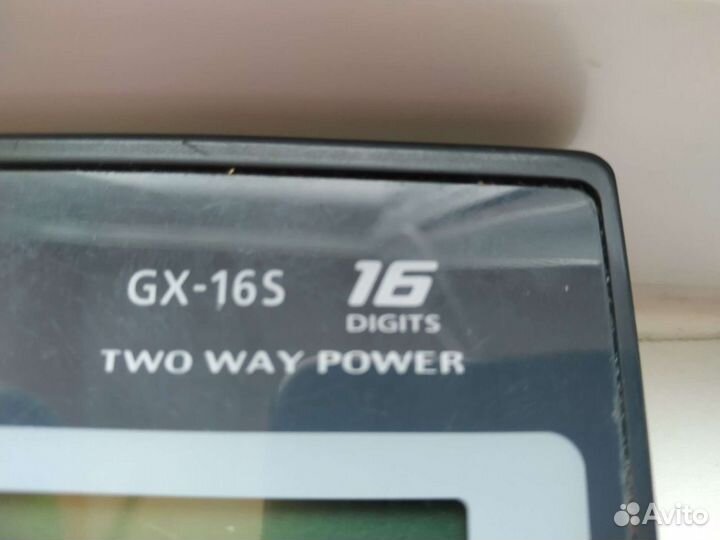 GX-16S 16
DIGITS
TWO WAY POWER
Avito